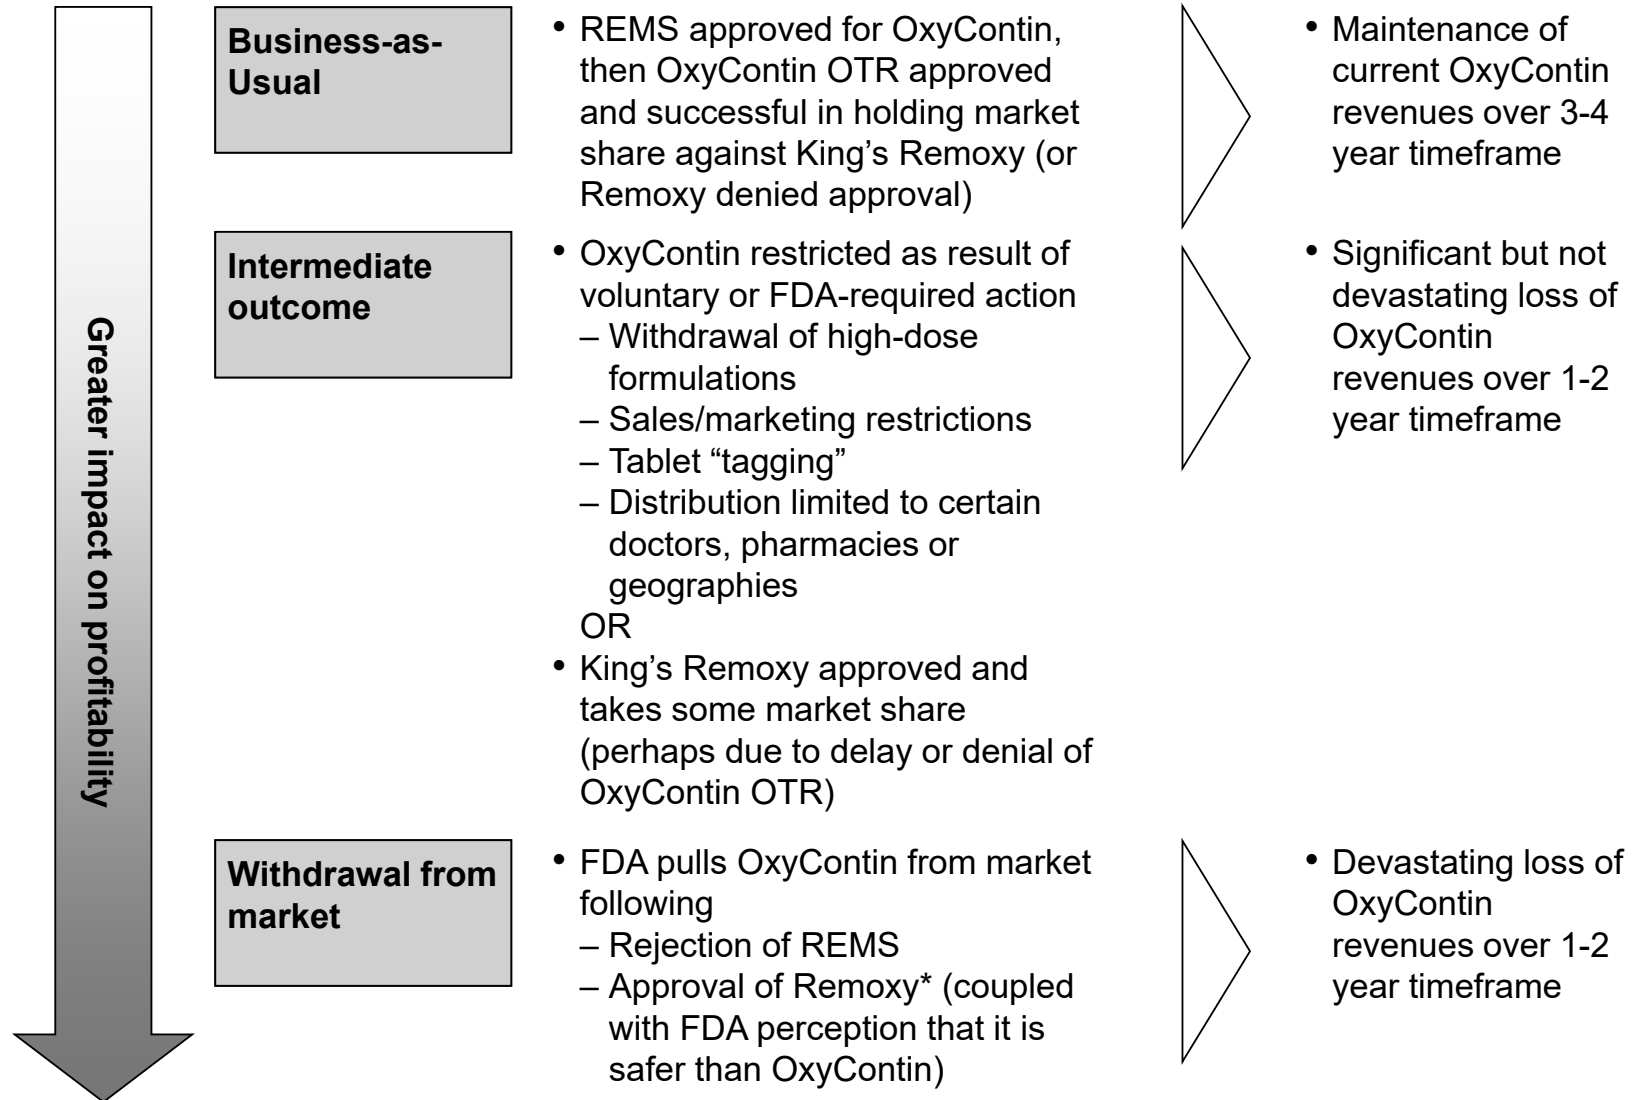 Greater impact on profitability
Business-as-
Usual
• REMS approved for OxyContin,
then OxyContin OTR approved
and successful in holding market
share against King’s Remoxy (or
Remoxy denied approval)
• Maintenance of
current OxyContin
revenues over 3-4
year timeframe
Intermediate
outcome
• OxyContin restricted as result of
voluntary or FDA-required action
– Withdrawal of high-dose
formulations
– Sales/marketing restrictions
– Tablet “tagging”
– Distribution limited to certain
doctors, pharmacies or
geographies
OR
• King’s Remoxy approved and
takes some market share
(perhaps due to delay or denial of
OxyContin OTR)
• Significant but not
devastating loss of
OxyContin
revenues over 1-2
year timeframe
Withdrawal from
market
• FDA pulls OxyContin from market
following
– Rejection of REMS
– Approval of Remoxy* (coupled
with FDA perception that it is
safer than OxyContin)
• Devastating loss of
OxyContin
revenues over 1-2
year timeframe